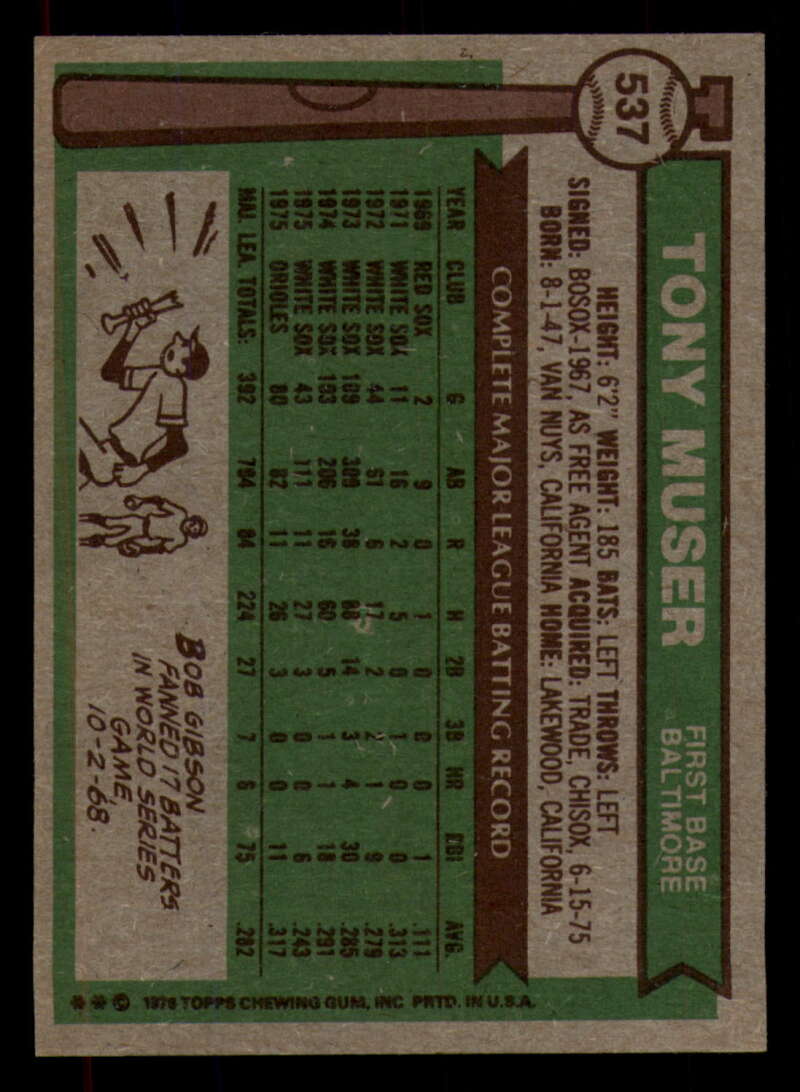 537
TONY MUSER
FIRST BASE
BALTIMORE
HEIGHT: 6'2" WEIGHT: 185 BATS: LEFT THROWS: LEFT
SIGNED: BOSOX-1967, AS FREE AGENT ACQUIRED: TRADE, CHISOX, 6-15-75
BORN: 8-1-47, VAN NUYS, CALIFORNIA HOME: LAKEWOOD, CALIFORNIA
COMPLETE MAJOR LEAGUE BATTING RECORD
YEAR CLUB G AB R H 2B 3B HR RBI AVG.
1969 RED SOX 2 9 0 1 0 0 0 1 .111
1971 WHITE SOX 11 16 2 5 0 1 0 0 .313
1972 WHITE SOX 44 61 6 17 2 2 1 9 .279
1973 WHITE SOX 109 309 38 88 14 3 4 30 .285
1974 WHITE SOX 103 206 16 60 5 1 1 18 .291
1975 WHITE SOX 43 111 11 27 3 0 0 6 .243
1975 ORIOLES 80 82 11 26 3 0 0 11 .317
MAJ. LEA. TOTALS: 392 794 84 224 27 7 6 75 .282
BOB GIBSON
FANNED 17 BATTERS
IN WORLD SERIES
GAME,
10-2-68.
* * © 1976 TOPPS CHEWING GUM, INC PRTD. IN U.S.A.